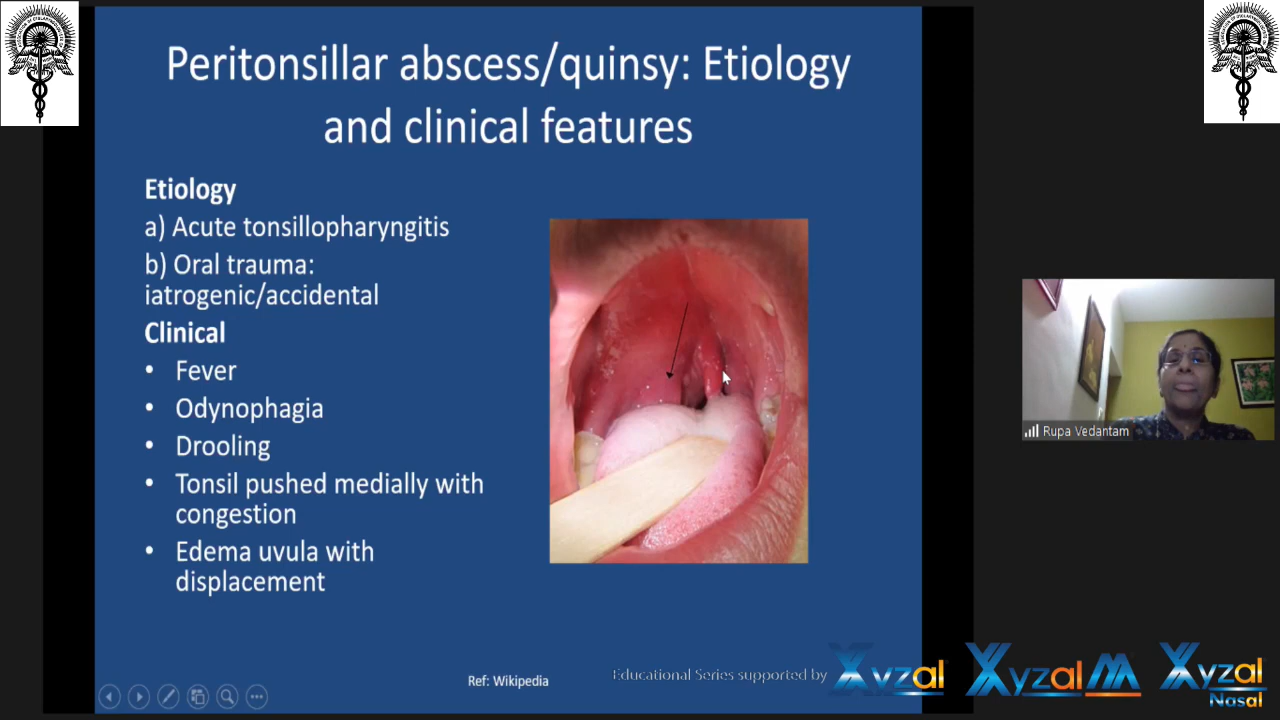 Peritonsillar abscess/quinsy: Etiology
and clinical features
Etiology
a) Acute tonsillopharyngitis
b) Oral trauma:
iatrogenic/accidental
Clinical
• Fever
• Odynophagia
• Drooling
• Tonsil pushed medially with
congestion
• Edema uvula with
displacement
Ref: Wikipedia
Rupa Vedantam
Educational Series supported by
Xyzal
Xyzal M
Xyzal
Nasal